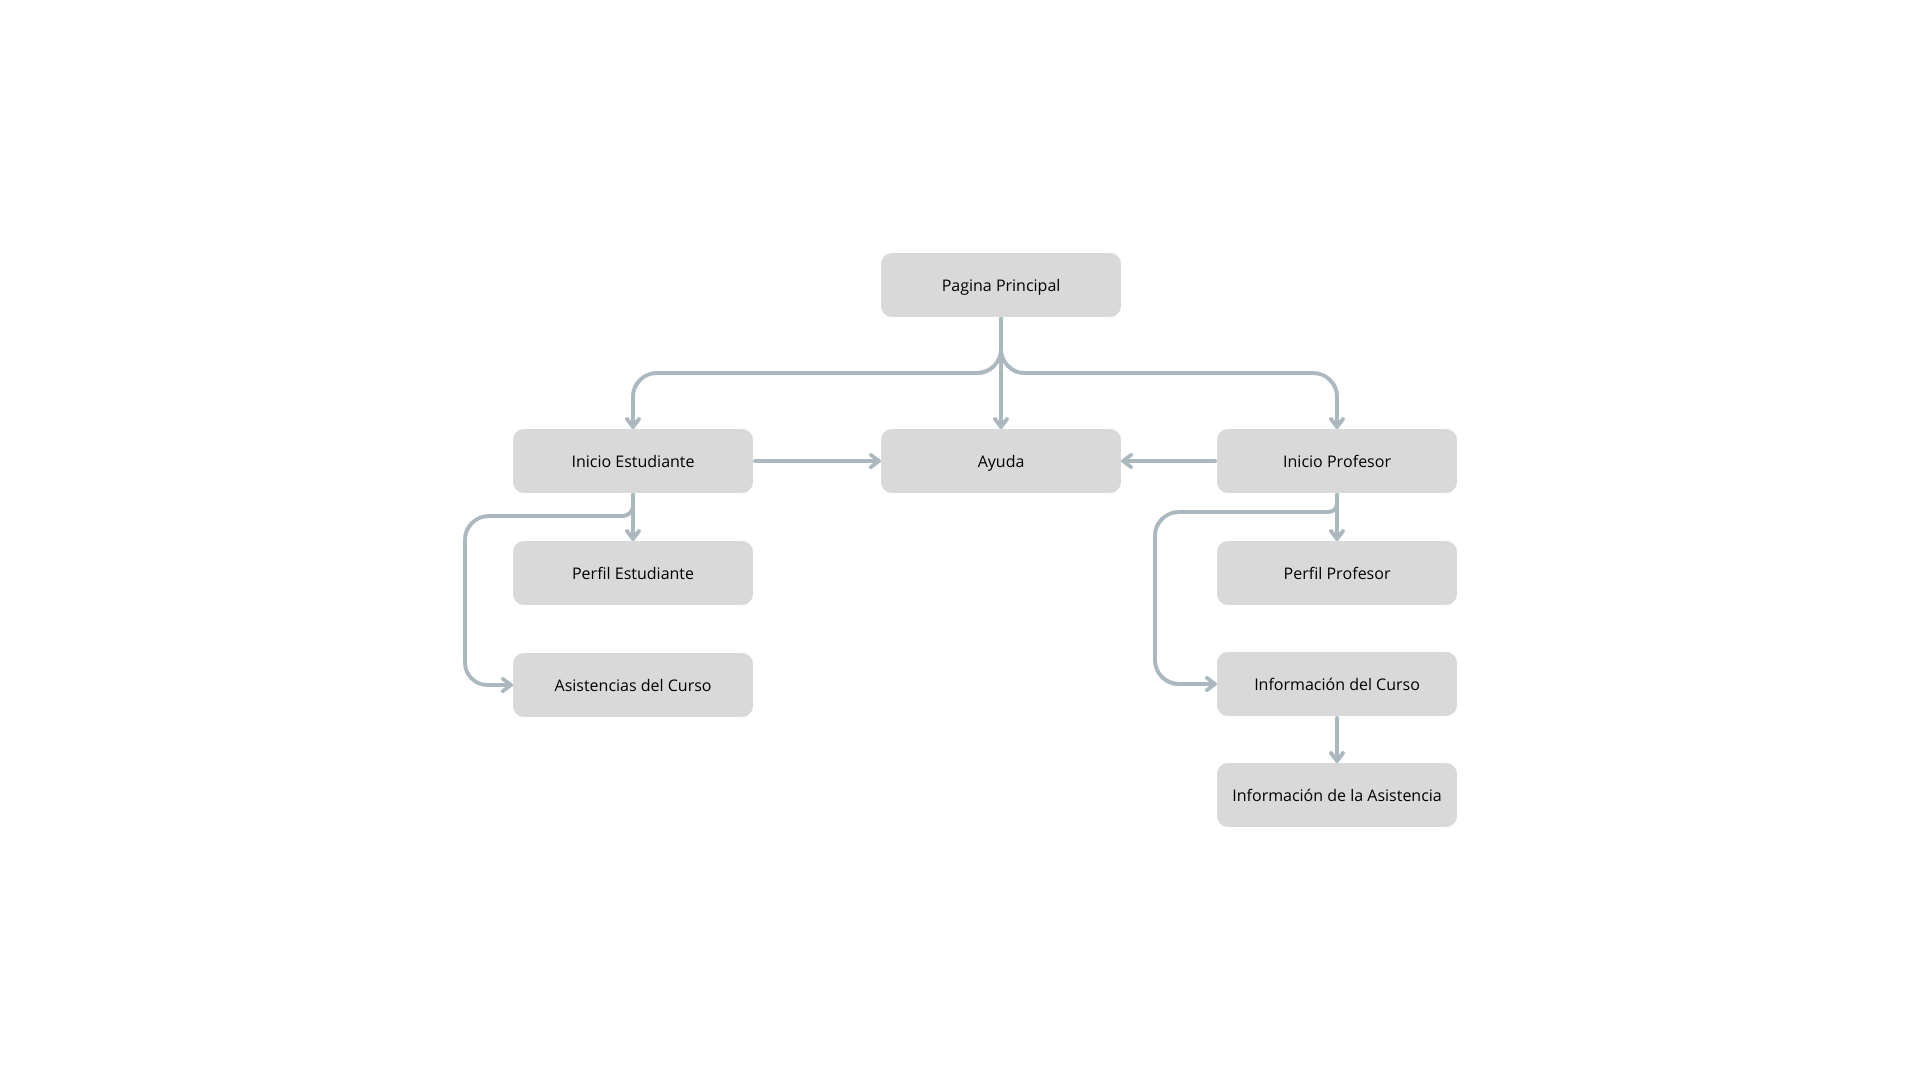 Pagina Principal
Inicio Estudiante
Ayuda
Inicio Profesor
Perfil Estudiante
Perfil Profesor
Asistencias del Curso
Información del Curso
Información de la Asistencia